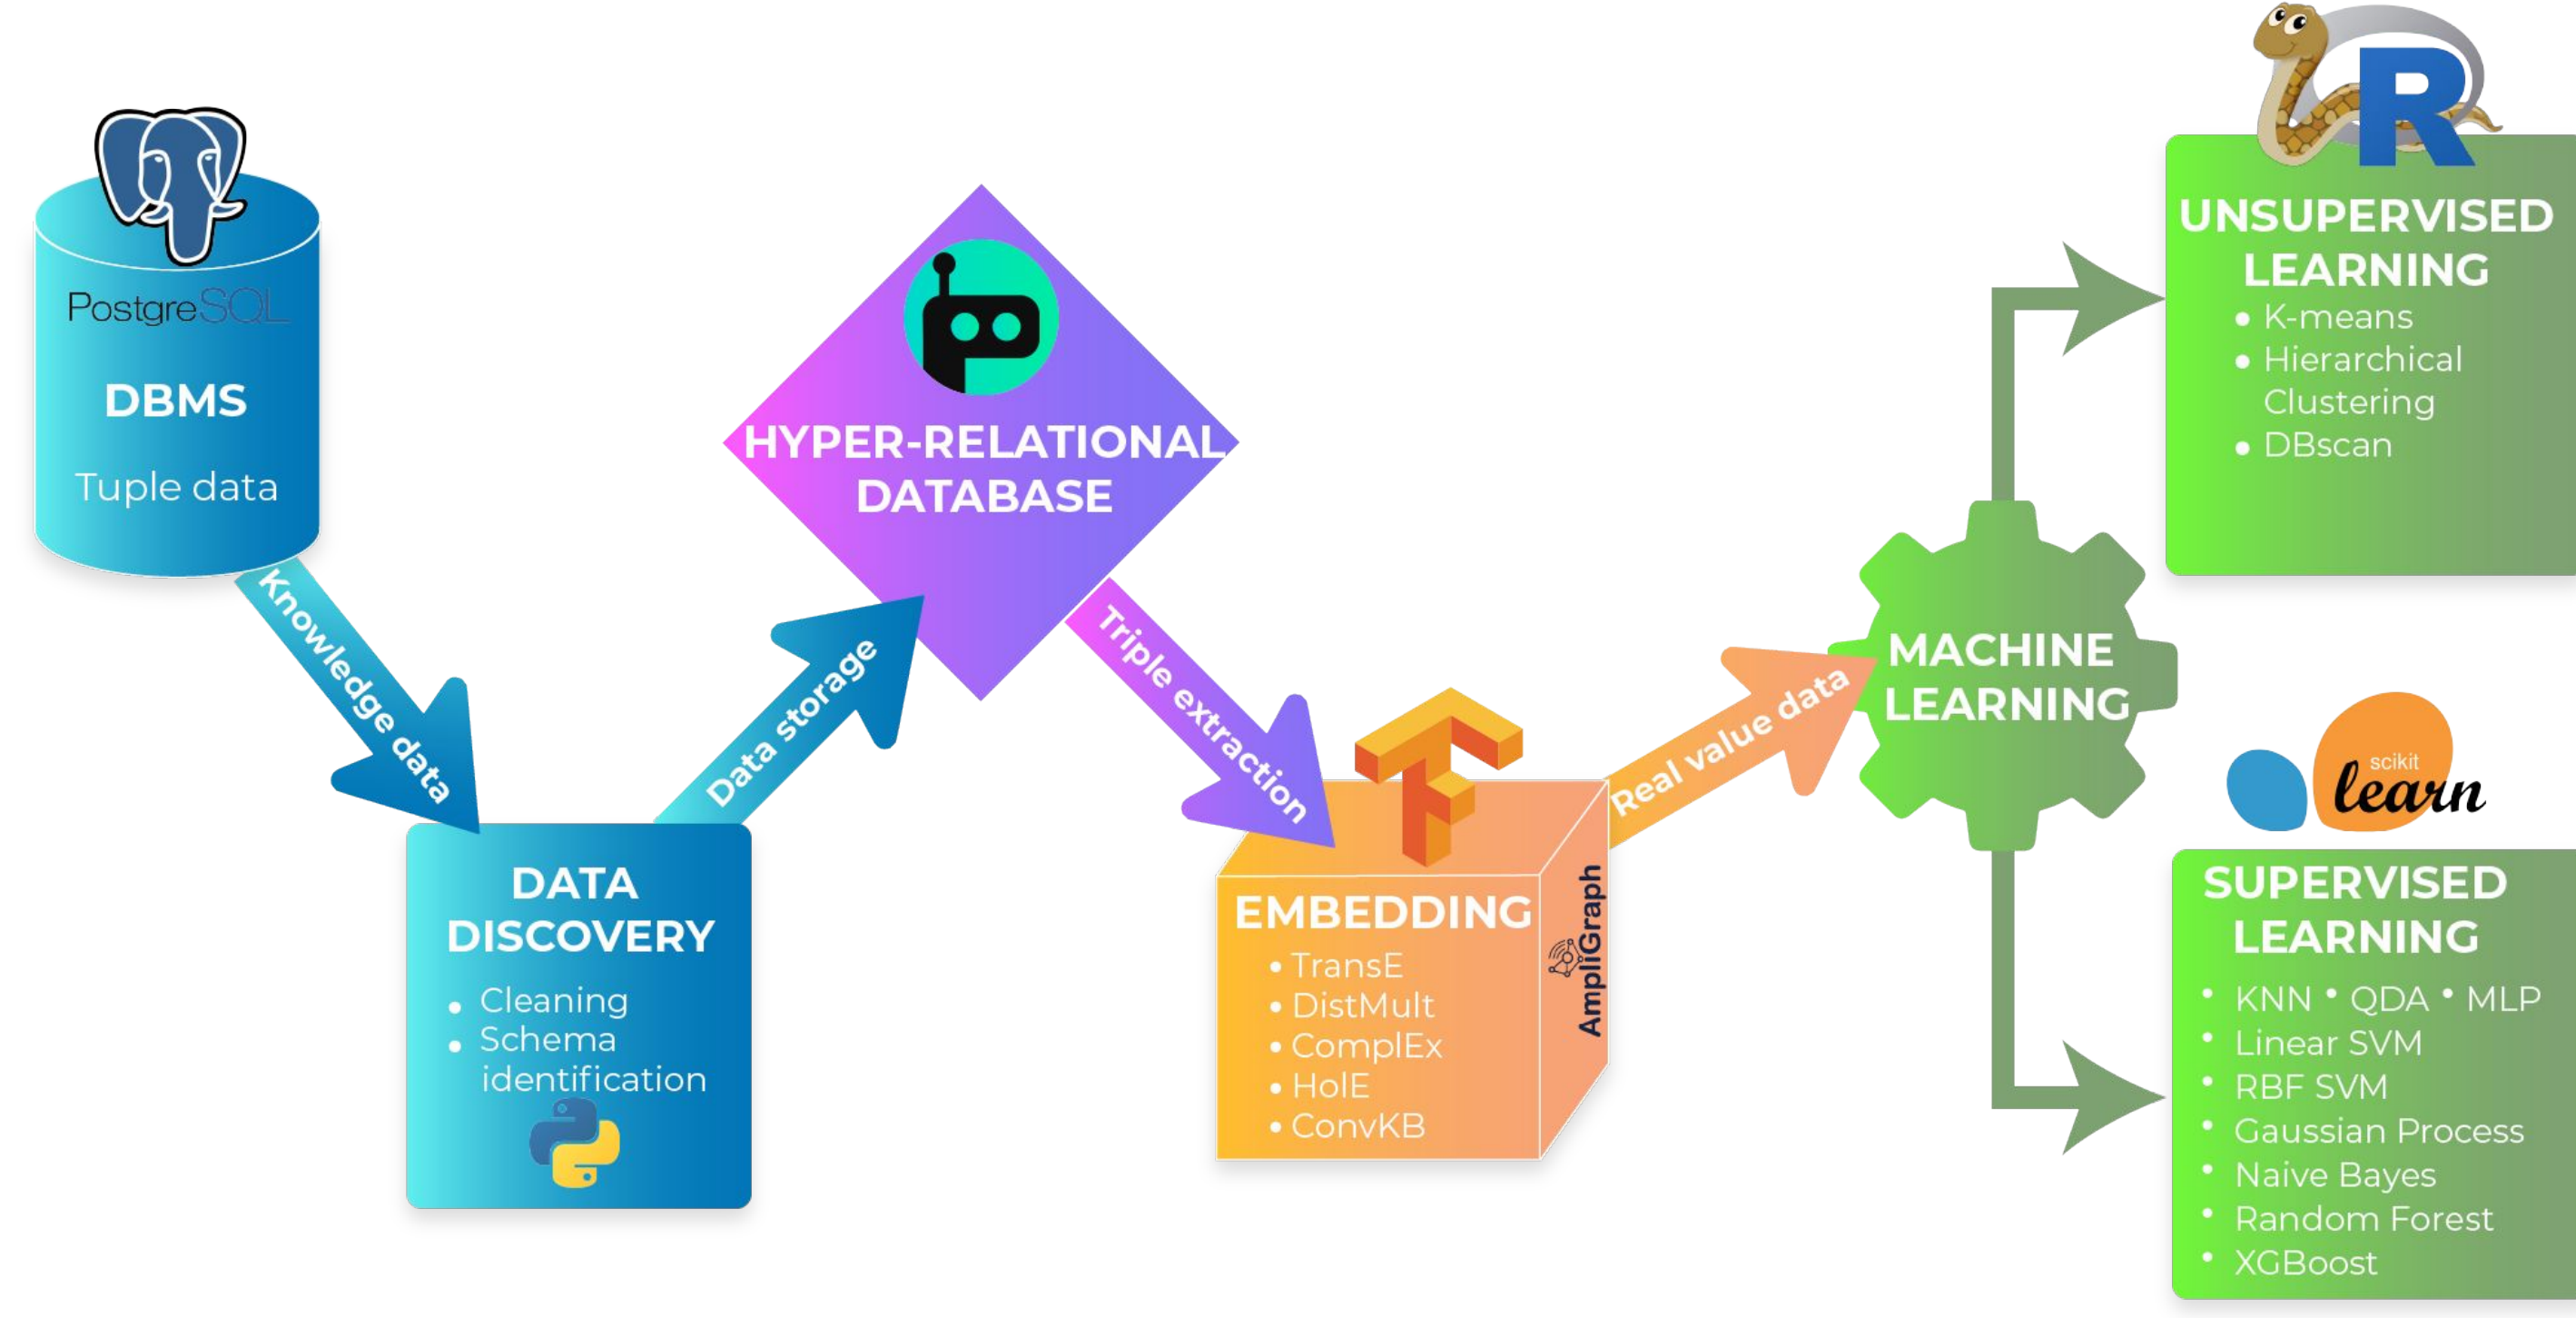 PostgreSQL
DBMS
Tuple data
Knowledge data
DATA
DISCOVERY
• Cleaning
• Schema
identification
Data storage
HYPER-RELATIONAL
DATABASE
Triple extraction
EMBEDDING
• TransE
• DistMult
• ComplEx
• HolE
• ConvKB
AmpliGraph
Real value data
MACHINE
LEARNING
R
UNSUPERVISED
LEARNING
• K-means
• Hierarchical
Clustering
• DBscan
scikit
learn
SUPERVISED
LEARNING
• KNN • QDA • MLP
• Linear SVM
• RBF SVM
• Gaussian Process
• Naive Bayes
• Random Forest
• XGBoost